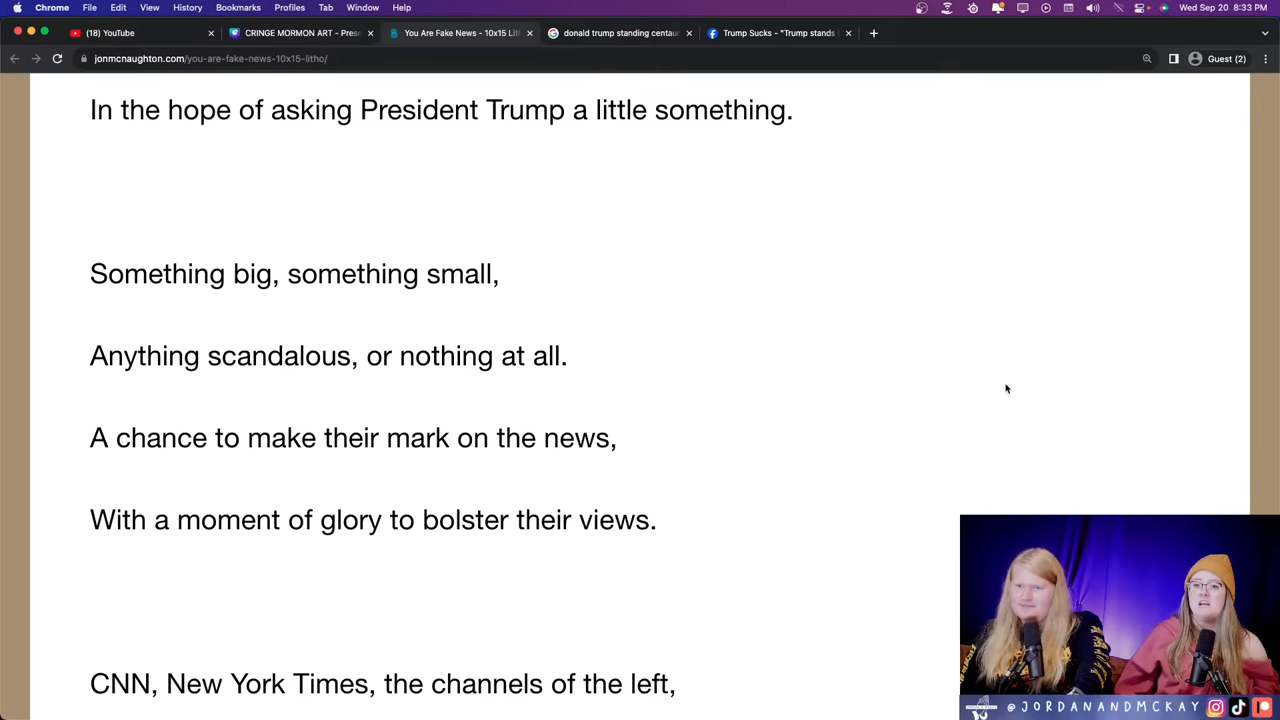 Chrome File Edit View History Bookmarks Profiles Tab Window Help Wed Sep 20 8:33 PM
(18) YouTube CRINGE MORMON ART - Prese You Are Fake News - 10x15 Lith donald trump standing centau Trump Sucks - "Trump stands
jonmcnaughton.com/you-are-fake-news-10x15-litho/ Guest (2)
In the hope of asking President Trump a little something.
Something big, something small,
Anything scandalous, or nothing at all.
A chance to make their mark on the news,
With a moment of glory to bolster their views.
CNN, New York Times, the channels of the left,
@JORDANANDMCKAY